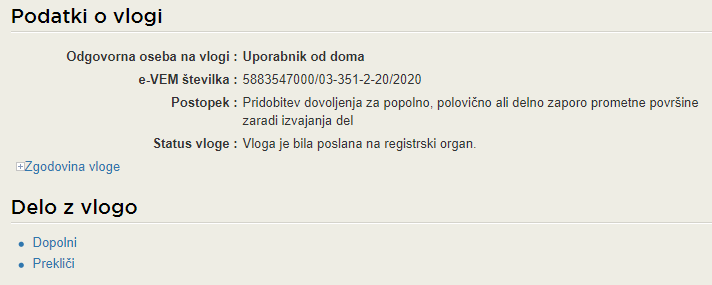 Podatki o vlogi
Odgovorna oseba na vlogi : Uporabnik od doma
e-VEM številka : 5883547000/03-351-2-20/2020
Postopek : Pridobitev dovoljenja za popolno, polovično ali delno zaporo prometne površine
zaradi izvajanja del
Status vloge : Vloga je bila poslana na registrski organ.
Zgodovina vloge
Delo z vlogo
Dopolni
Prekliči